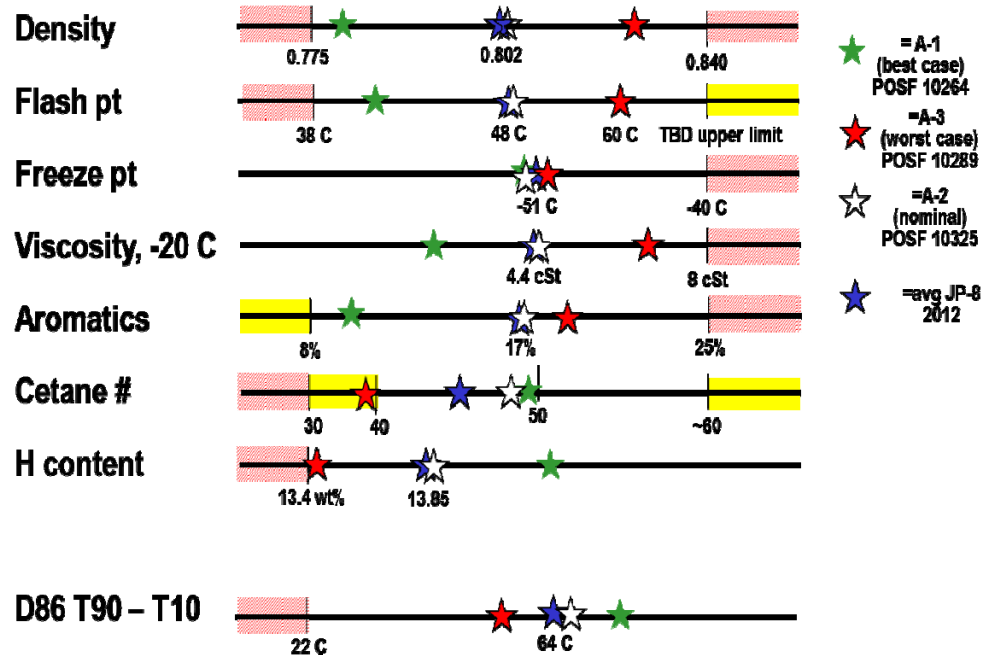 Density
0.775
0.802
0.840
Flash pt
38 C
48 C
60 C
TBD upper limit
Freeze pt
-51 C
-40 C
Viscosity, -20 C
4.4 cSt
8 cSt
Aromatics
8%
17%
25%
Cetane #
30
40
50
~60
H content
13.4 wt%
13.85
D86 T90 – T10
22 C
64 C
=A-1
(best case)
POSF 10264
=A-3
(worst case)
POSF 10289
=A-2
(nominal)
POSF 10325
=avg JP-8
2012